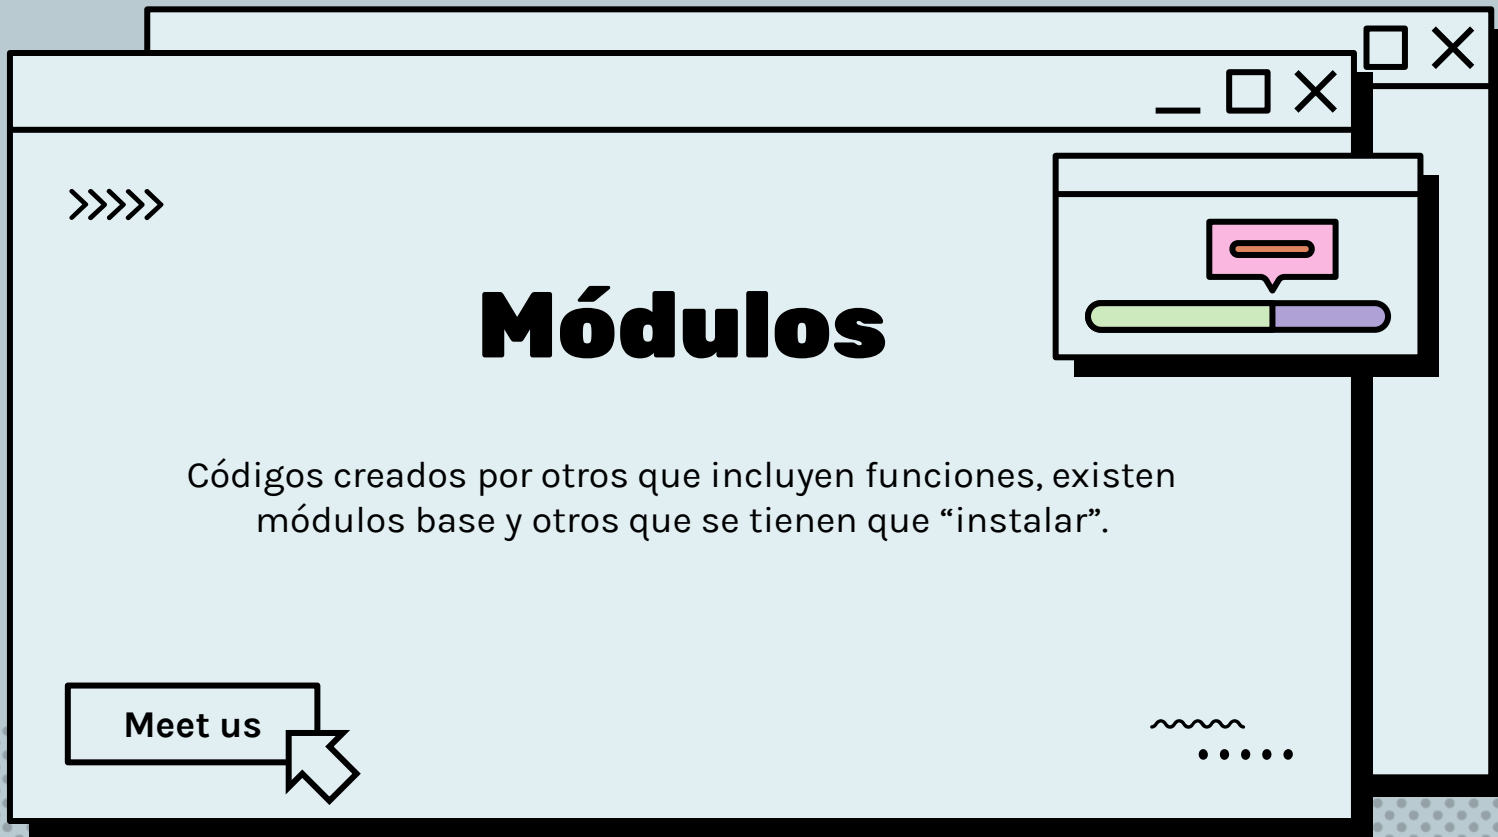 Módulos
Códigos creados por otros que incluyen funciones, existen
módulos base y otros que se tienen que “instalar”.
Meet us